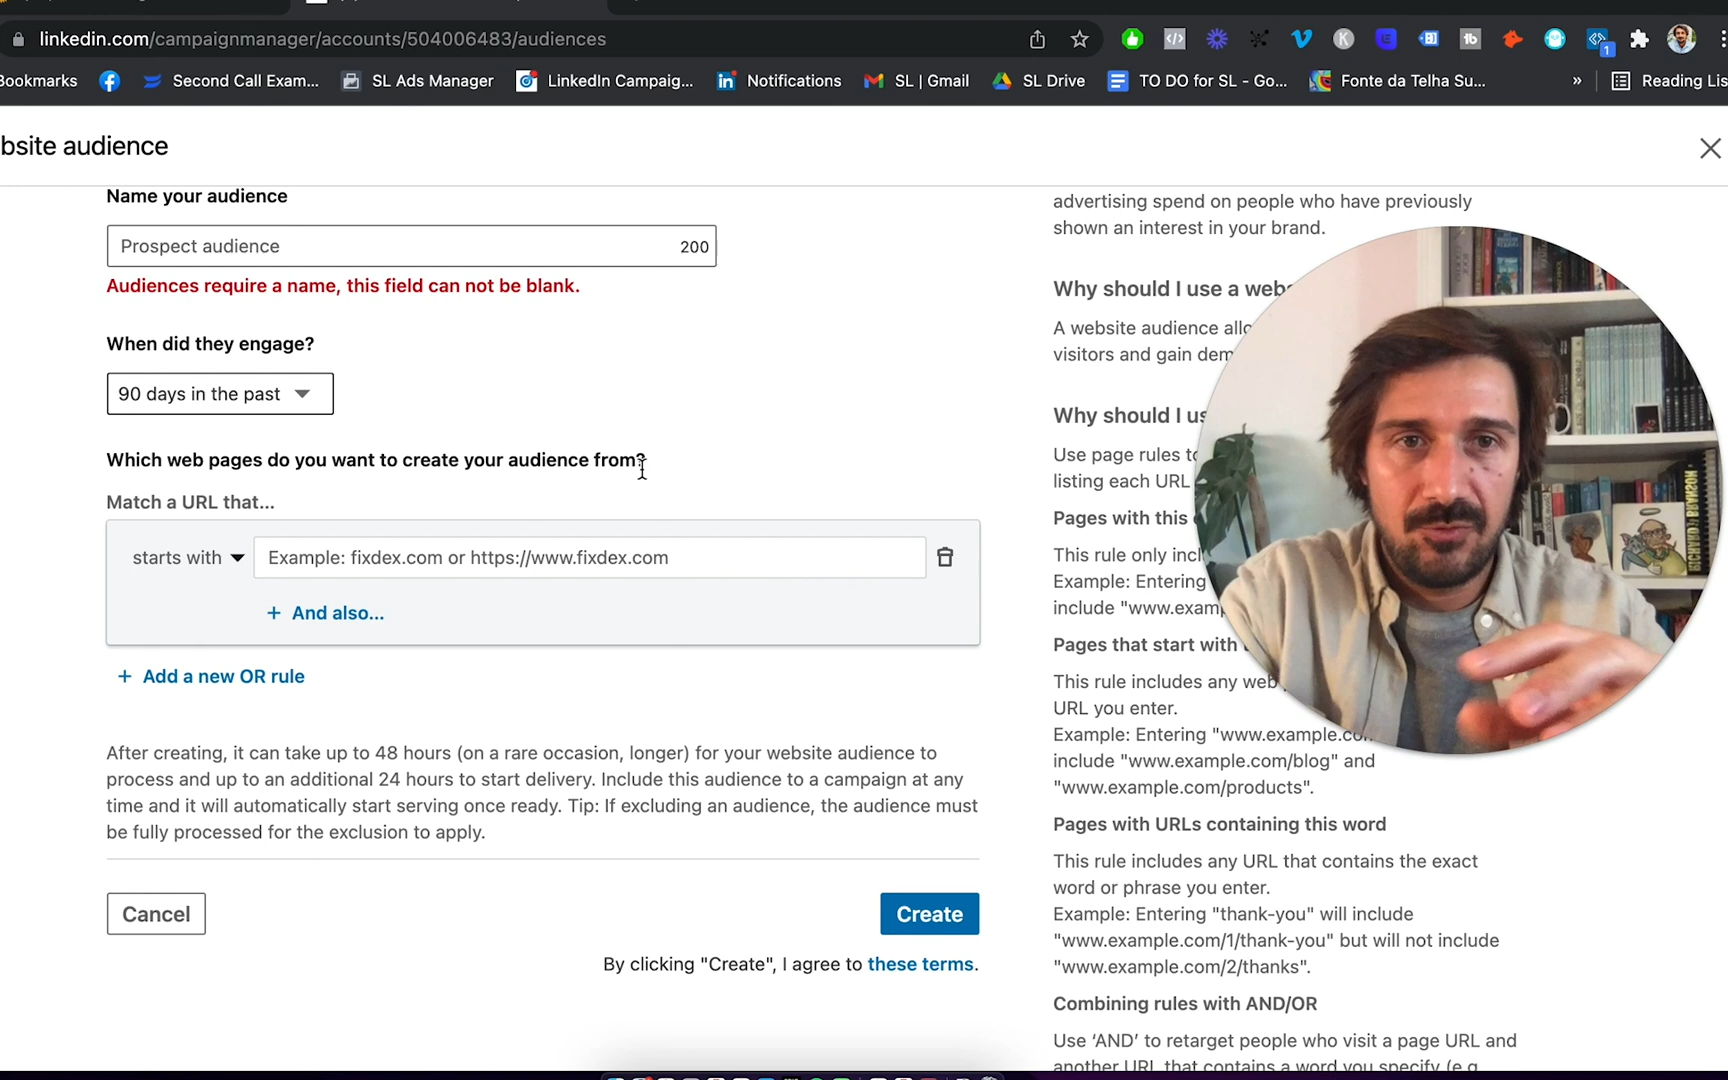 linkedin.com/campaignmanager/accounts/504006483/audiences
Bookmarks
Second Call Exam...
SL Ads Manager
LinkedIn Campaig...
Notifications
SL | Gmail
SL Drive
TO DO for SL - Go...
Fonte da Telha Su...
»
Reading Lis
bsite audience
Name your audience
Prospect audience
200
Audiences require a name, this field can not be blank.
When did they engage?
90 days in the past
Which web pages do you want to create your audience from?
Match a URL that...
starts with
Example: fixdex.com or https://www.fixdex.com
+ And also...
+ Add a new OR rule
After creating, it can take up to 48 hours (on a rare occasion, longer) for your website audience to
process and up to an additional 24 hours to start delivery. Include this audience to a campaign at any
time and it will automatically start serving once ready. Tip: If excluding an audience, the audience must
be fully processed for the exclusion to apply.
Cancel
Create
By clicking "Create", I agree to these terms.
advertising spend on people who have previously
shown an interest in your brand.
Why should I use a web
A website audience allo
visitors and gain dem
Why should I us
Use page rules to
listing each URL
Pages with this
This rule only incl
Example: Entering
include "www.examp
Pages that start with
This rule includes any web
URL you enter.
Example: Entering "www.example.co
include "www.example.com/blog" and
"www.example.com/products".
Pages with URLs containing this word
This rule includes any URL that contains the exact
word or phrase you enter.
Example: Entering "thank-you" will include
"www.example.com/1/thank-you" but will not include
"www.example.com/2/thanks".
Combining rules with AND/OR
Use ‘AND’ to retarget people who visit a page URL and
another URL that contains a word you specify (e.g.